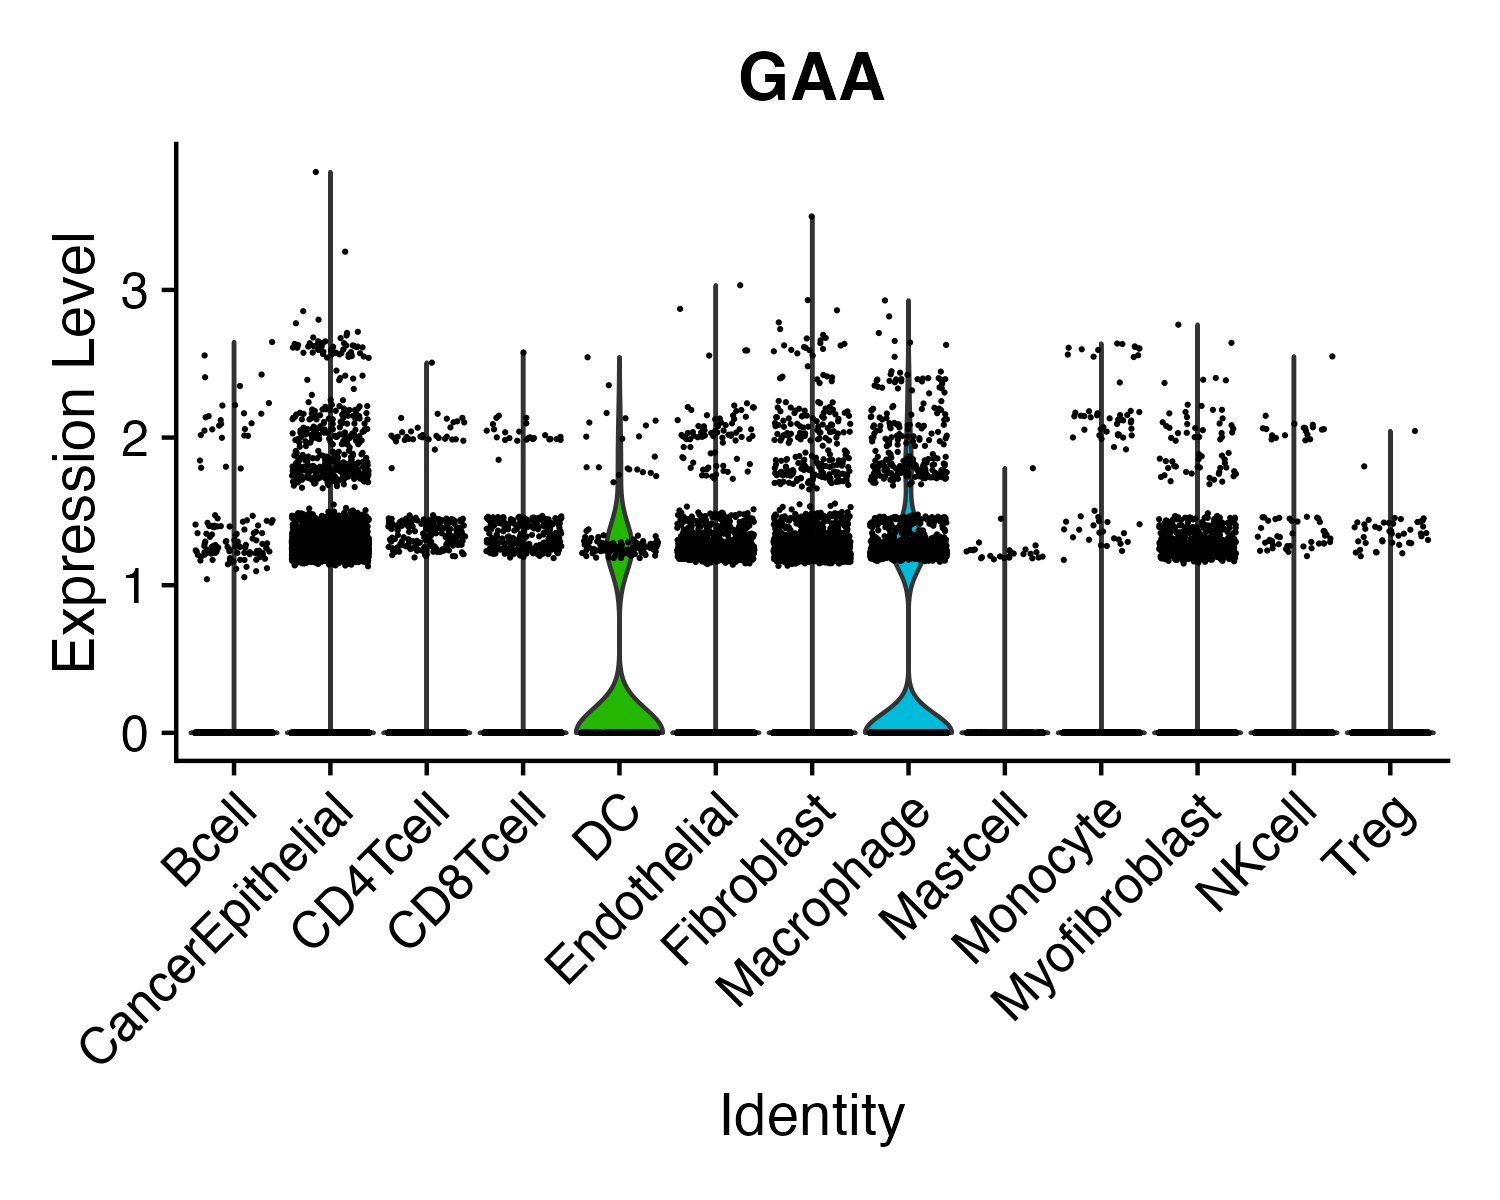 GAA
Expression Level
3
2
1
0
Bcell
CancerEpithelial
CD4Tcell
CD8Tcell
DC
Endothelial
Fibroblast
Macrophage
Mastcell
Monocyte
Myofibroblast
NKcell
Treg
Identity